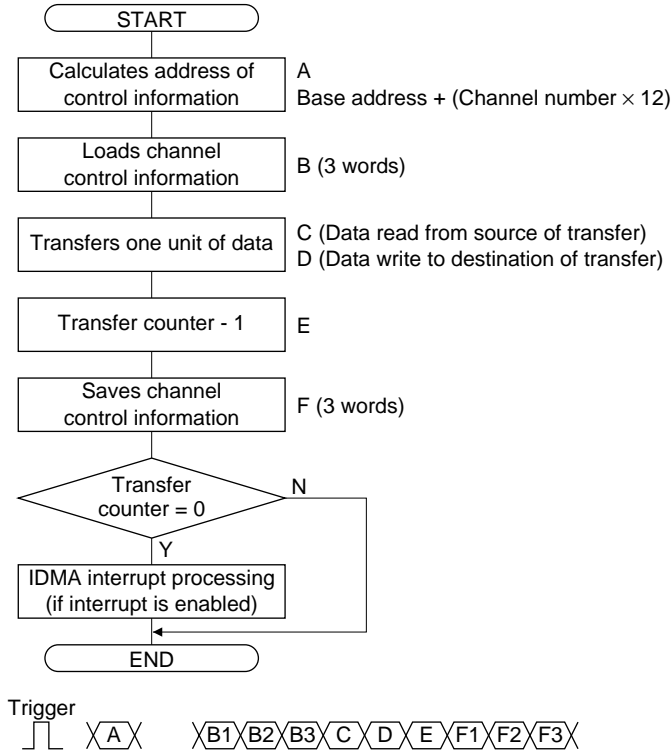 START
Calculates address of
control information
A
Base address + (Channel number × 12)
Loads channel
control information
B (3 words)
Transfers one unit of data
C (Data read from source of transfer)
D (Data write to destination of transfer)
Transfer counter - 1
E
Saves channel
control information
F (3 words)
Transfer
counter = 0
N
Y
IDMA interrupt processing
(if interrupt is enabled)
END
Trigger
A B1 B2 B3 C D E F1 F2 F3